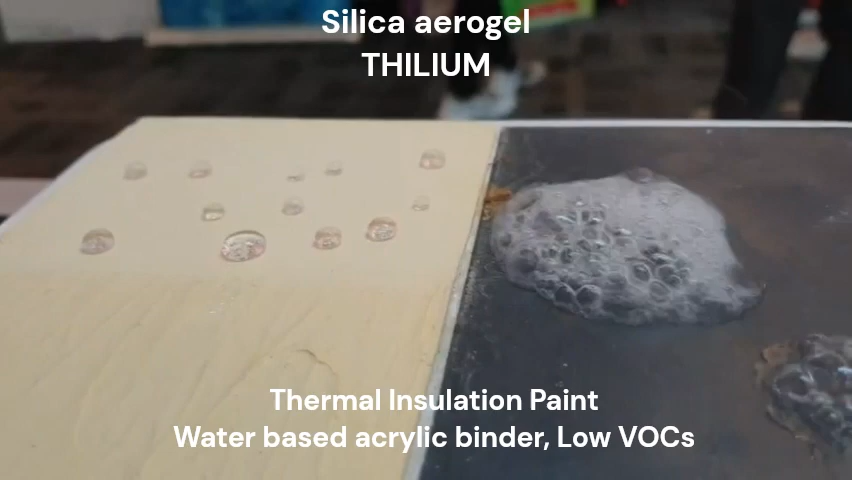 Silica aerogel
THILIUM
Thermal Insulation Paint
Water based acrylic binder, Low VOCs